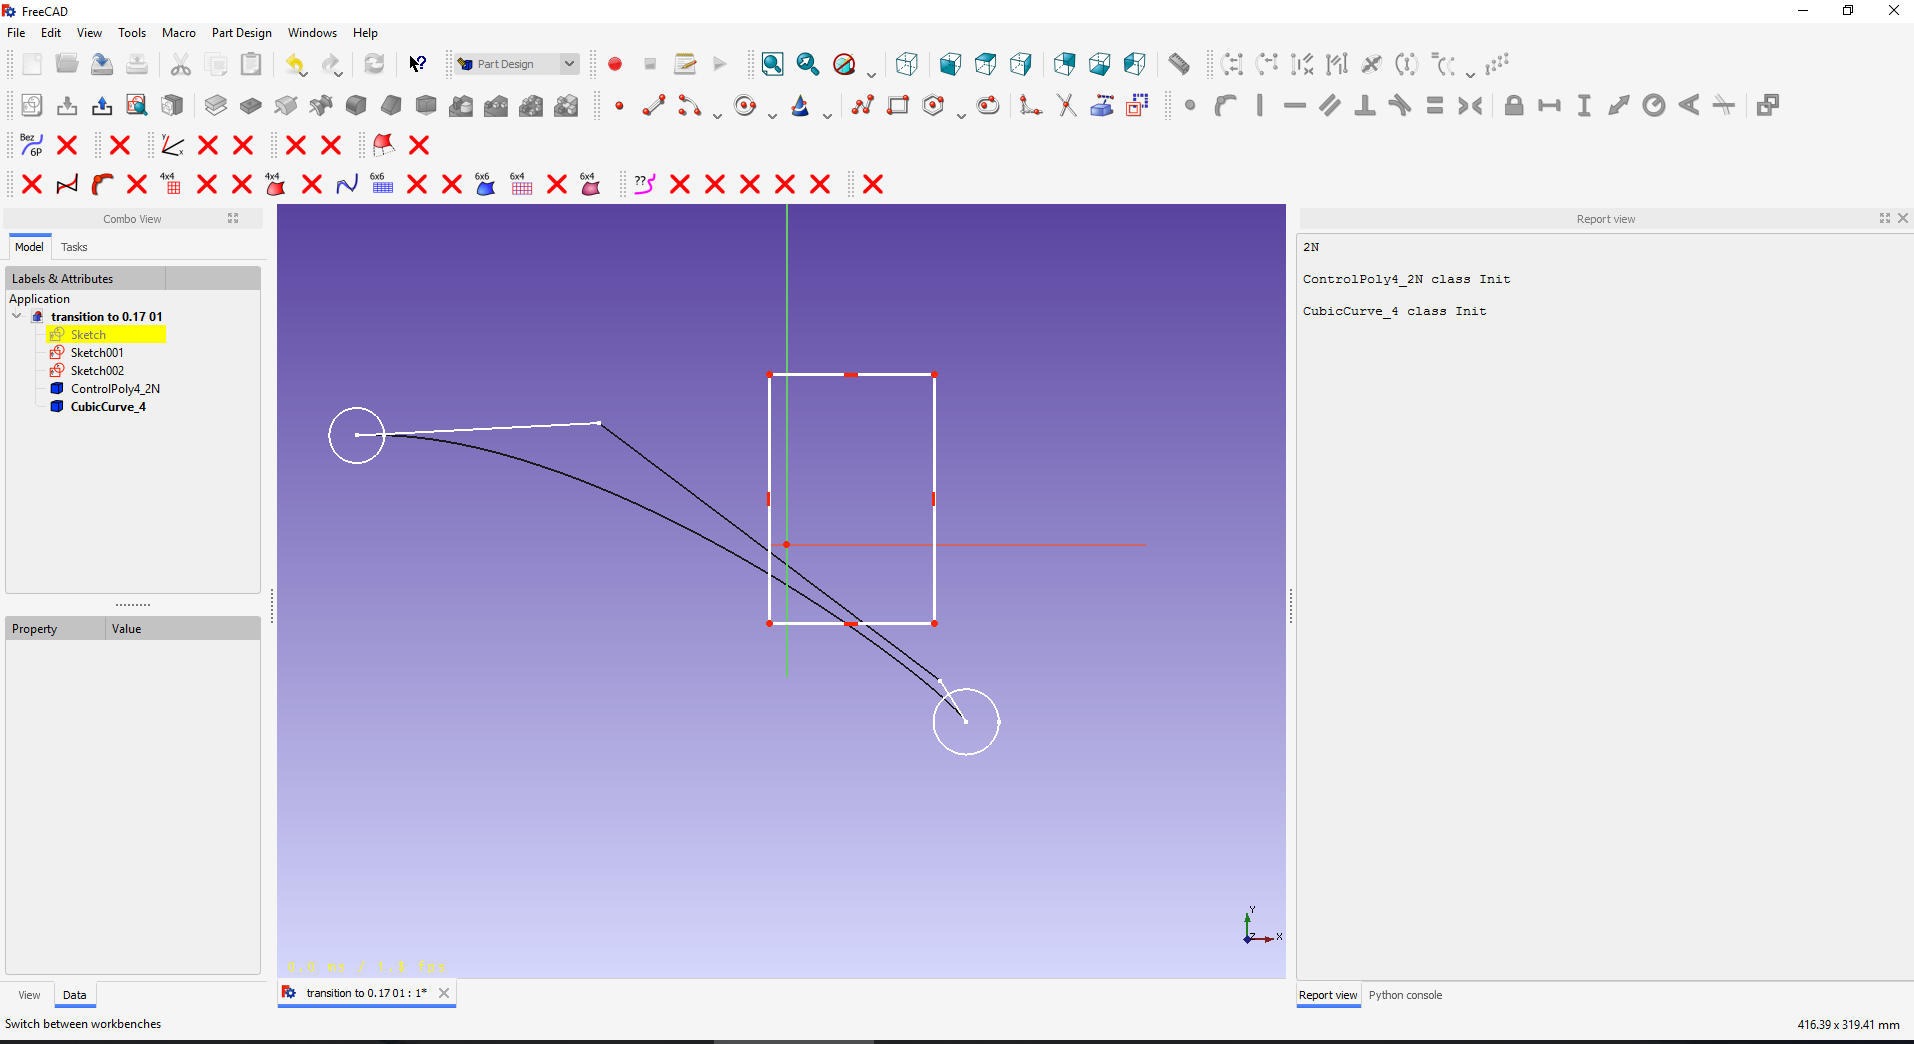 FreeCAD
File Edit View Tools Macro Part Design Windows Help
Part Design
Bez
6P
y
x
4x4 4x4 6x6 6x6 6x4 6x4 ??
Combo View
Model Tasks
Labels & Attributes
Application
transition to 0.17 01
Sketch
Sketch001
Sketch002
ControlPoly4_2N
CubicCurve_4
Property Value
View Data
Y
Z X
transition to 0.17 01 : 1*
Report view
2N
ControlPoly4_2N class Init
CubicCurve_4 class Init
Report view Python console
Switch between workbenches
416.39 x 319.41 mm